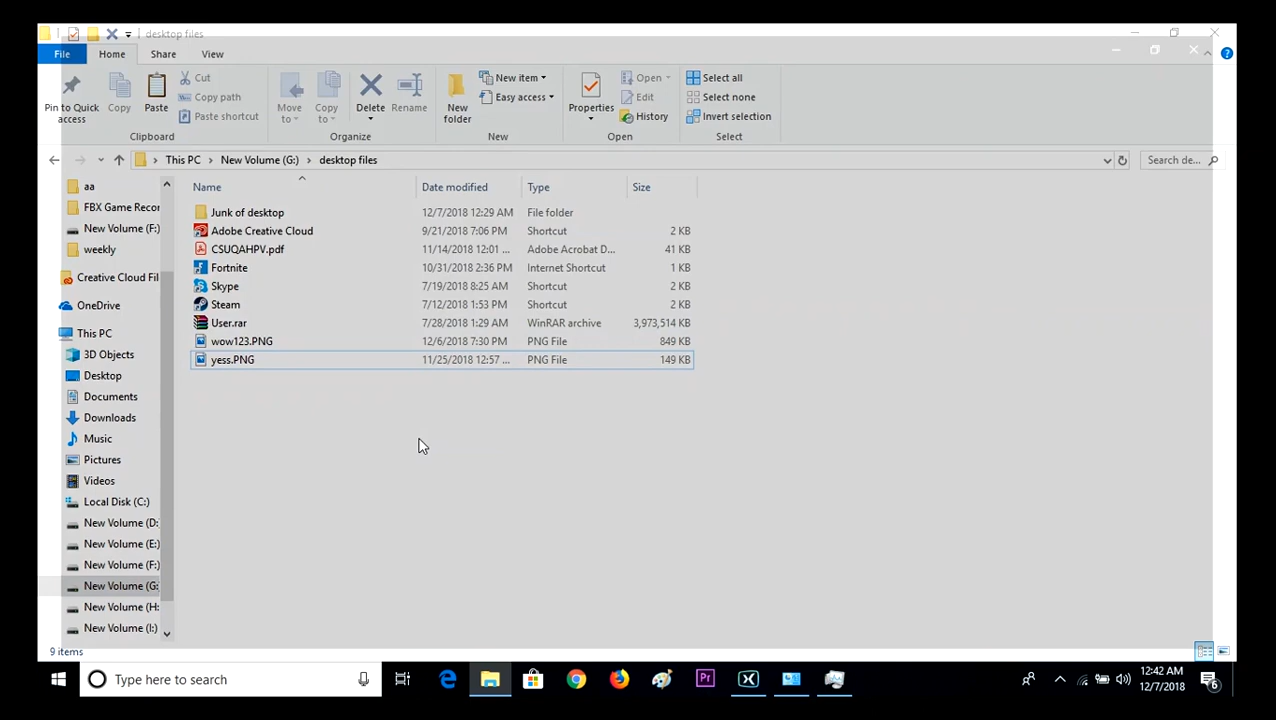 desktop files
File Home Share View
Pin to Quick access
Copy
Paste
Cut
Copy path
Paste shortcut
Clipboard
Move to
Copy to
Delete
Rename
Organize
New folder
New item
Easy access
New
Properties
Open
Edit
History
Open
Select all
Select none
Invert selection
Select
This PC > New Volume (G:) > desktop files
Search de...
aa
FBX Game Recor
New Volume (F:)
weekly
Creative Cloud Fil
OneDrive
This PC
3D Objects
Desktop
Documents
Downloads
Music
Pictures
Videos
Local Disk (C:)
New Volume (D:
New Volume (E:)
New Volume (F:)
New Volume (G:
New Volume (H:
New Volume (I:)
Name Date modified Type Size
Junk of desktop 12/7/2018 12:29 AM File folder
Adobe Creative Cloud 9/21/2018 7:06 PM Shortcut 2 KB
CSUQAHPV.pdf 11/14/2018 12:01 ... Adobe Acrobat D... 41 KB
Fortnite 10/31/2018 2:36 PM Internet Shortcut 1 KB
Skype 7/19/2018 8:25 AM Shortcut 2 KB
Steam 7/12/2018 1:53 PM Shortcut 2 KB
User.rar 7/28/2018 1:29 AM WinRAR archive 3,973,514 KB
wow123.PNG 12/6/2018 7:30 PM PNG File 849 KB
yess.PNG 11/25/2018 12:57 ... PNG File 149 KB
9 items
Type here to search
Pr
12:42 AM
12/7/2018
6